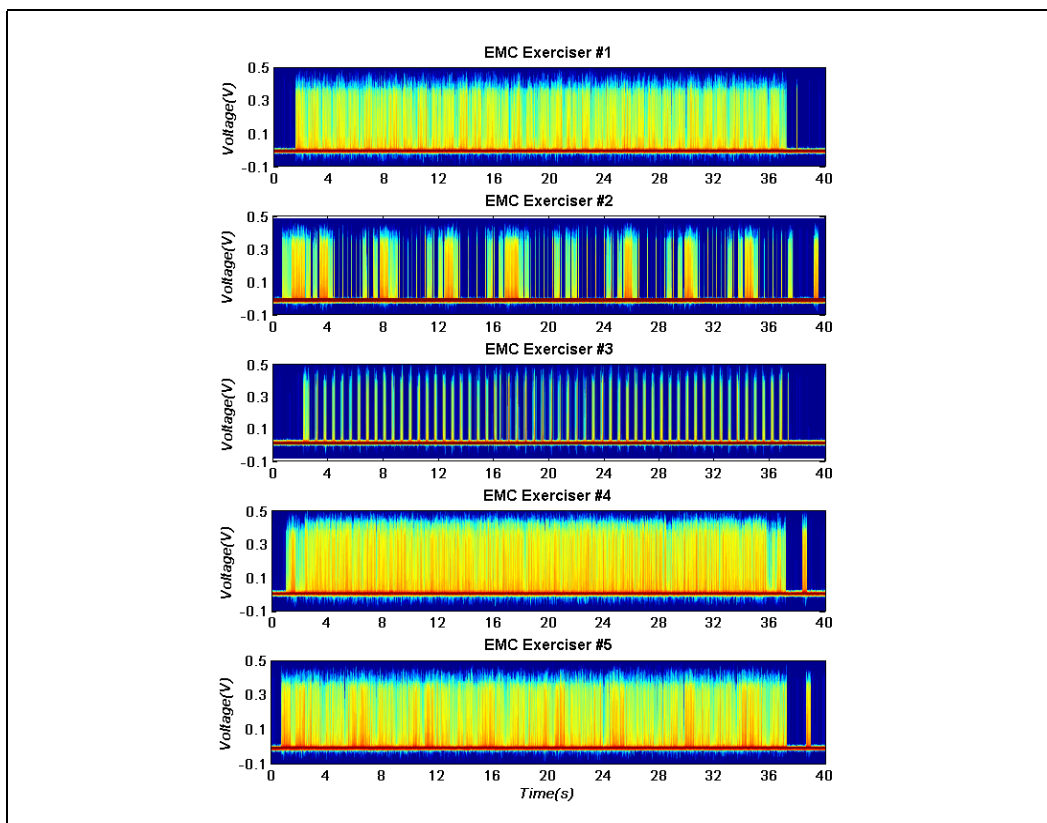 EMC Exerciser #1
Voltage(V)
0.5
0.3
0.1
-0.1
0 4 8 12 16 20 24 28 32 36 40
EMC Exerciser #2
Voltage(V)
0.5
0.3
0.1
-0.1
0 4 8 12 16 20 24 28 32 36 40
EMC Exerciser #3
Voltage(V)
0.5
0.3
0.1
-0.1
0 4 8 12 16 20 24 28 32 36 40
EMC Exerciser #4
Voltage(V)
0.5
0.3
0.1
-0.1
0 4 8 12 16 20 24 28 32 36 40
EMC Exerciser #5
Voltage(V)
0.5
0.3
0.1
-0.1
0 4 8 12 16 20 24 28 32 36 40
Time(s)